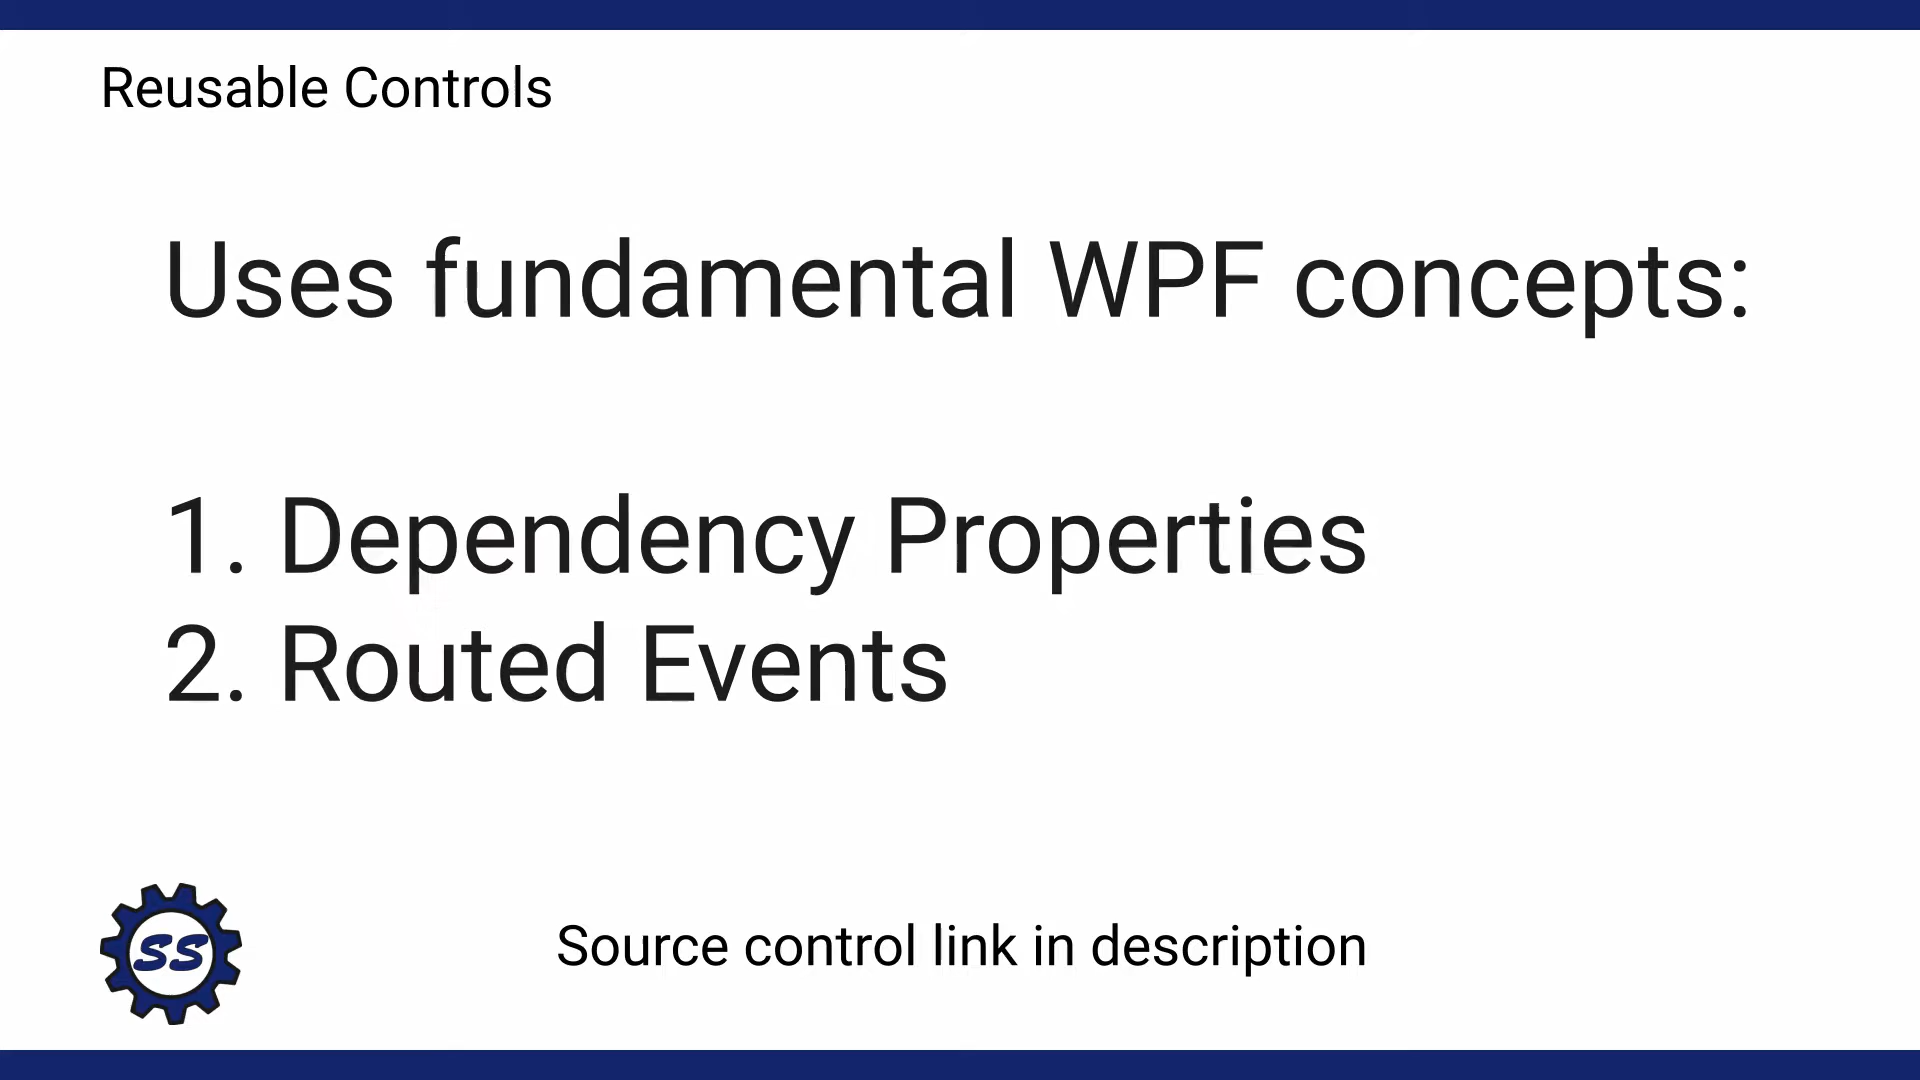 Reusable Controls
Uses fundamental WPF concepts:
1. Dependency Properties
2. Routed Events
SS
Source control link in description